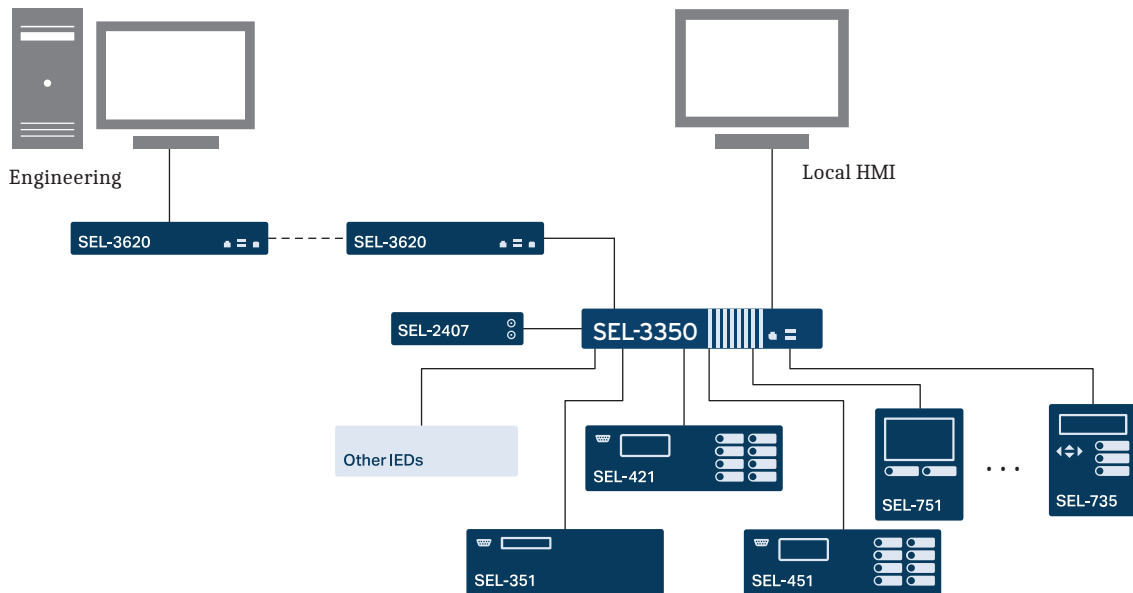 Engineering
Local HMI
SEL-3620
SEL-3620
SEL-2407
SEL-3350
Other IEDs
SEL-421
SEL-751
. . .
SEL-735
SEL-351
SEL-451